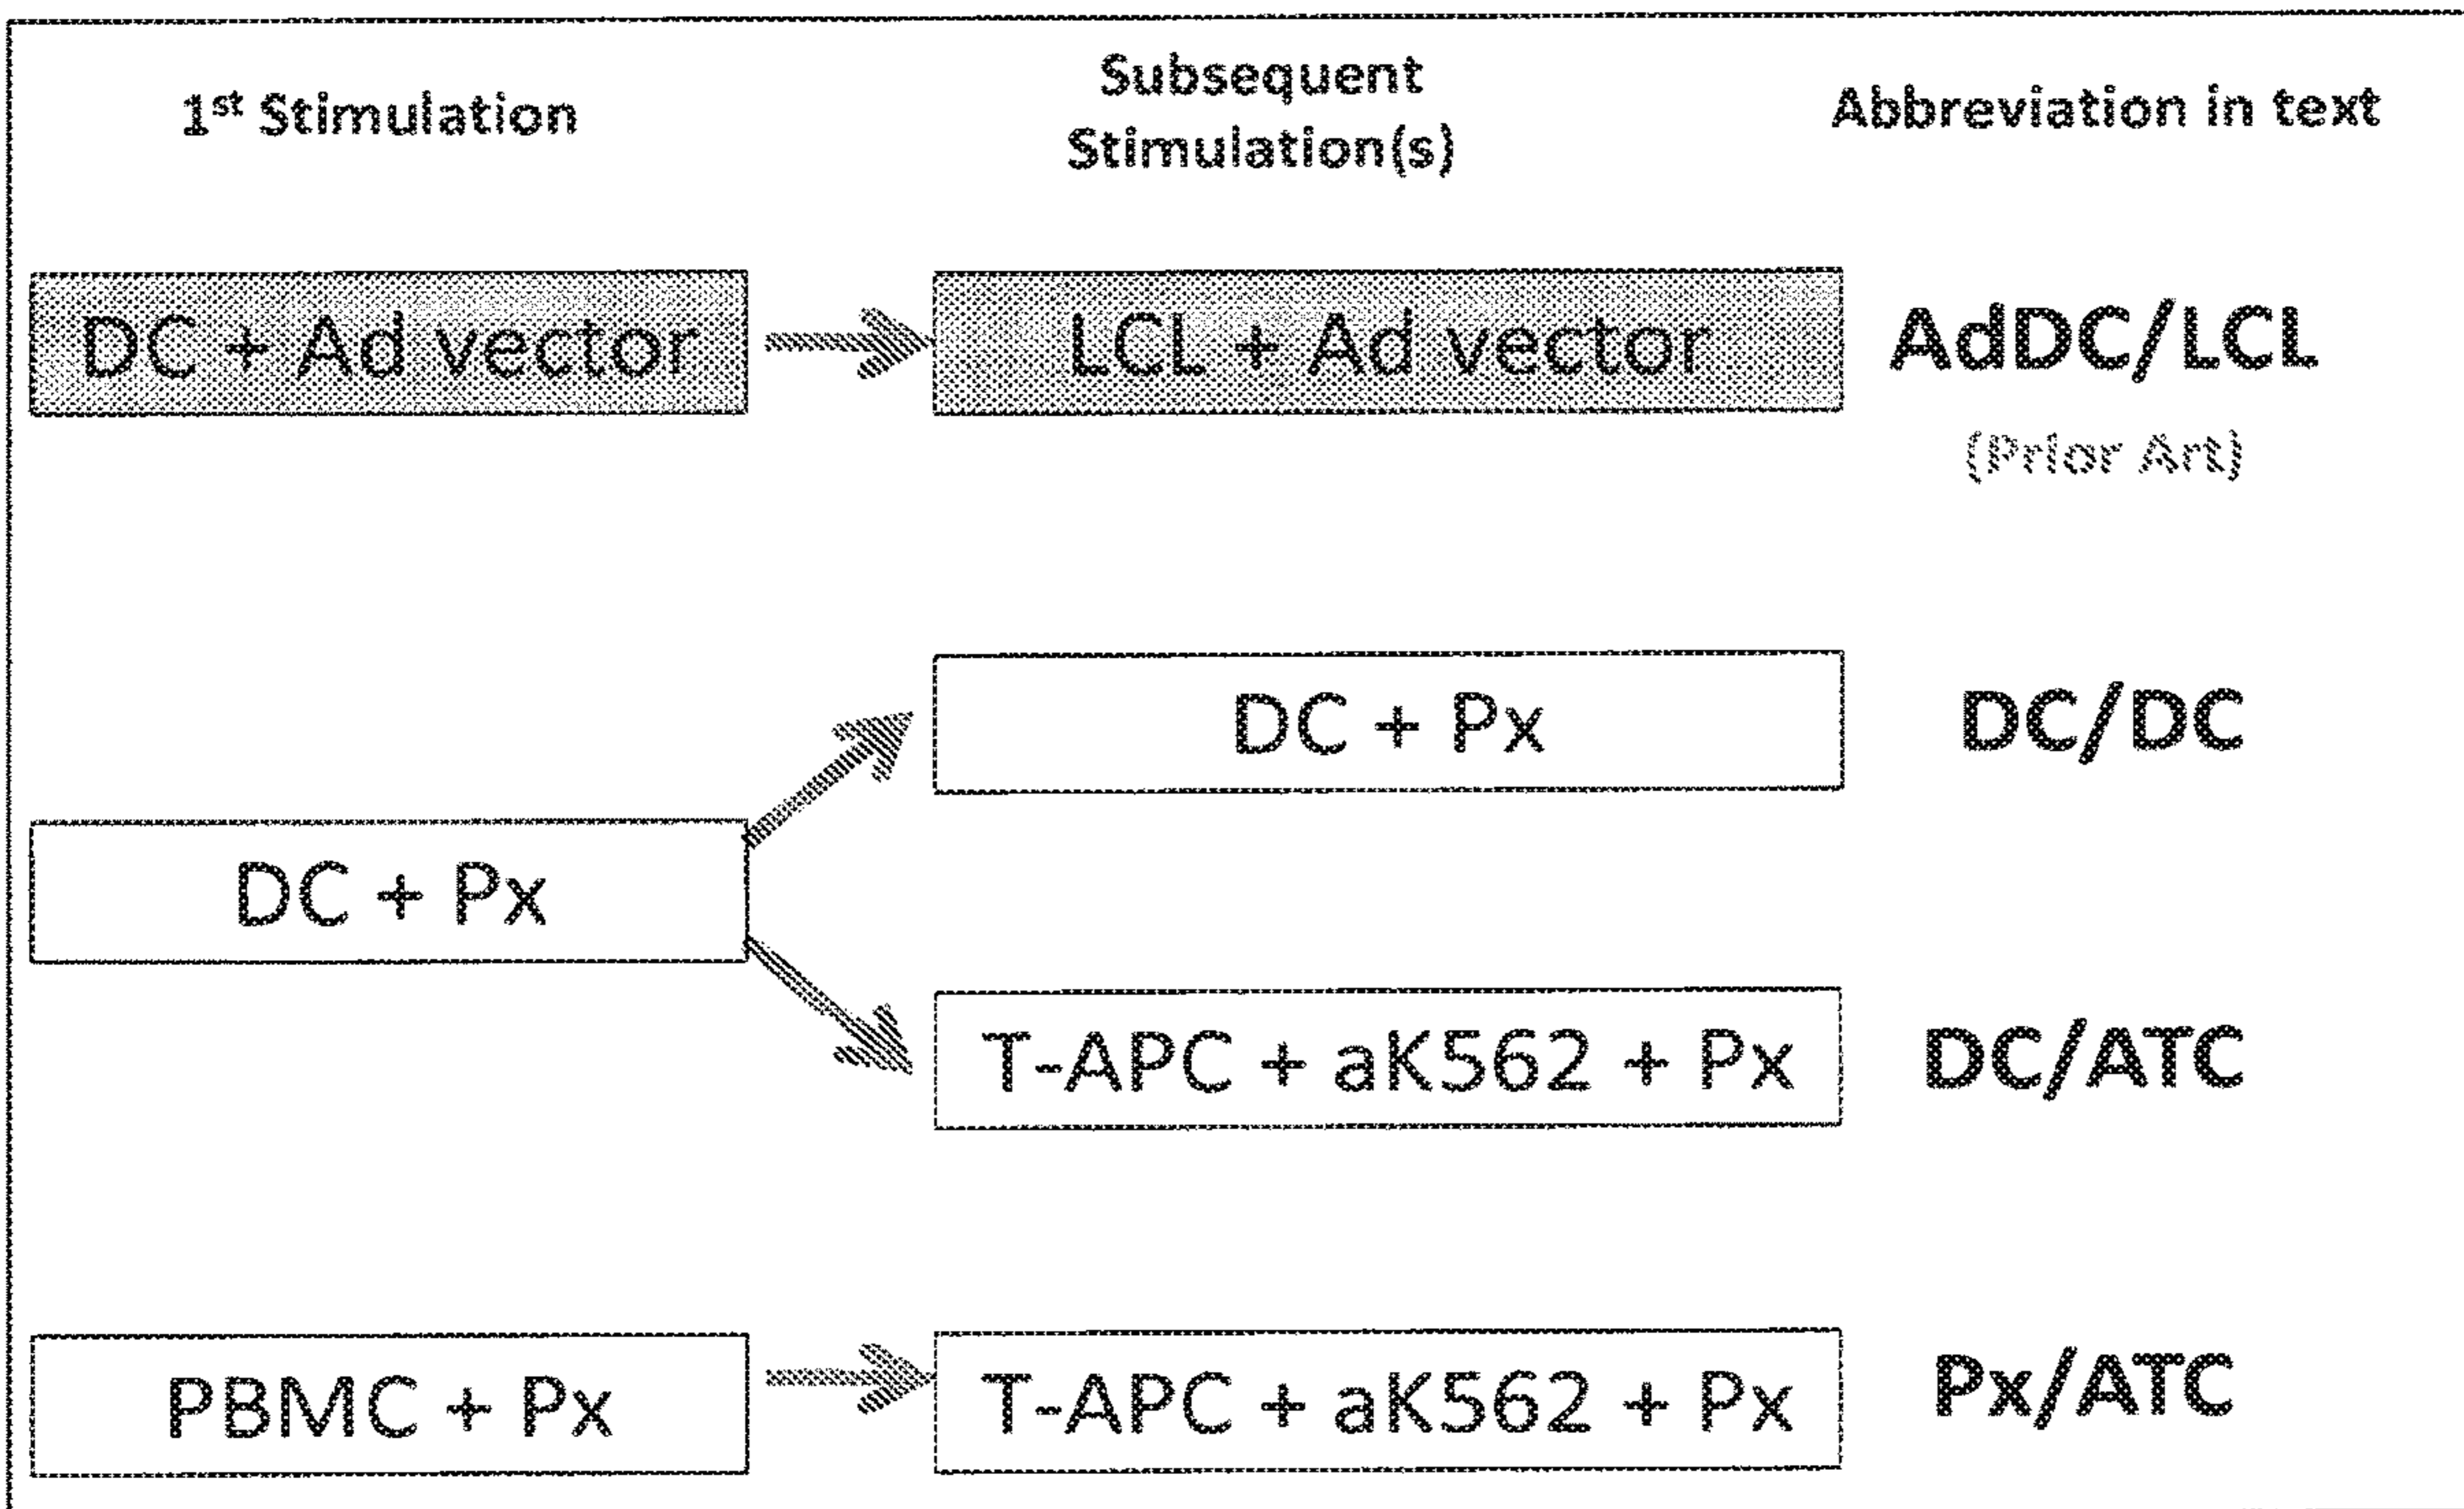 1st Stimulation
Subsequent
Stimulation(s)
Abbreviation in text
DC + Ad vector
LCL + Ad vector
AdDC/LCL
(Prior Art)
DC + Px
DC/DC
DC + Px
T-APC + aK562 + Px
DC/ATC
PBMC + Px
T-APC + aK562 + Px
Px/ATC